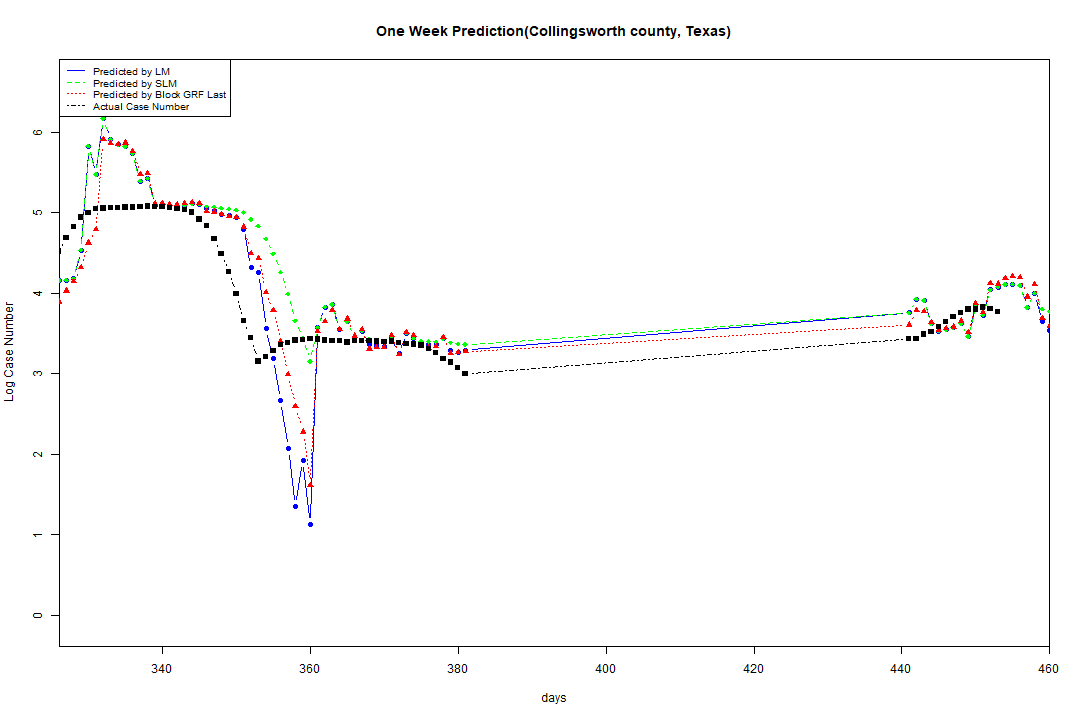 One Week Prediction(Collingsworth county, Texas)
Predicted by LM
Predicted by SLM
Predicted by Block GRF Last
Actual Case Number
6
5
4
3
2
1
0
Log Case Number
340 360 380 400 420 440 460
days